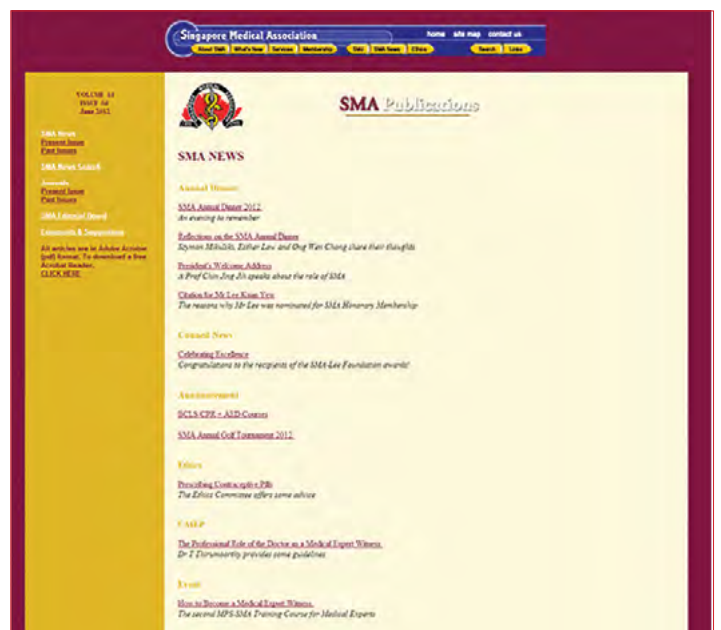 Singapore Medical Association
home site map contact us
About SMA What's New Services Membership SMJ SMA News Ethics Search Links
VOLUME 44
ISSUE 06
June 2012
SMA News
Present Issue
Past Issues
SMA News Search
Present Issue
Past Issues
SMA Editorial Board
Comments & Suggestions
All articles are in Adobe Acrobat
(pdf) format. To download a free
Acrobat Reader,
CLICK HERE
SMA Publications
SMA NEWS
Annual Dinner
SMA Annual Dinner 2012
An evening to remember
Reflections on the SMA Annual Dinner
Szymon Mikulski, Esther Law and Ong Wan Chang share their thoughts
President's Welcome Address
A Prof Chin Jing Jih speaks about the role of SMA
Citation for Mr Lee Kuan Yew
The reasons why Mr Lee was nominated for SMA Honorary Membership
Council News
Celebrating Excellence
Congratulations to the recipients of the SMA-Lee Foundation awards!
Announcement
BCLS CPR + AED Courses
SMA Annual Golf Tournament 2012
Ethics
Prescribing Contraceptive Pills
The Ethics Committee offers some advice
CMEP
The Professional Role of the Doctor as a Medical Expert Witness
Dr T Thirumoorthy provides some guidelines
Event
How to Become a Medical Expert Witness
The second MPS-SMA Training Course for Medical Experts